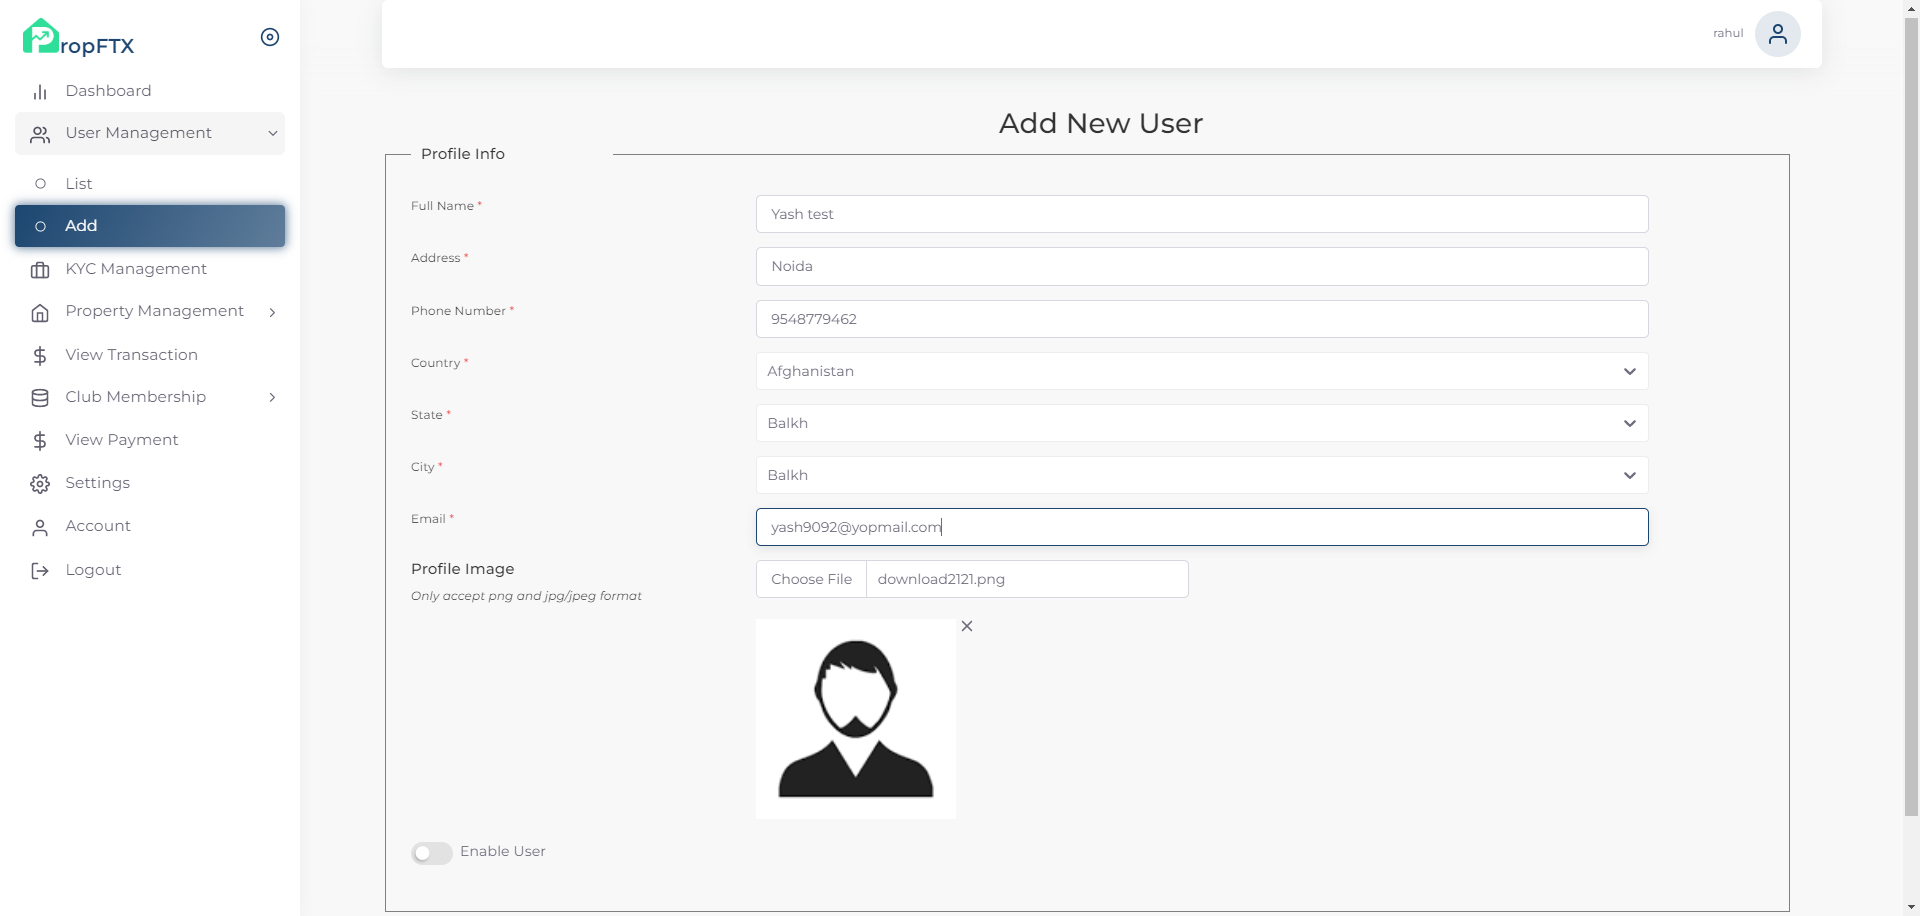 ropFTX
Dashboard
User Management
List
Add
KYC Management
Property Management
View Transaction
Club Membership
View Payment
Settings
Account
Logout
rahul
Add New User
Profile Info
Full Name * Yash test
Address * Noida
Phone Number * 9548779462
Country * Afghanistan
State * Balkh
City * Balkh
Email * yash9092@yopmail.com
Profile Image Choose File download2121.png
Only accept png and jpg/jpeg format
Enable User